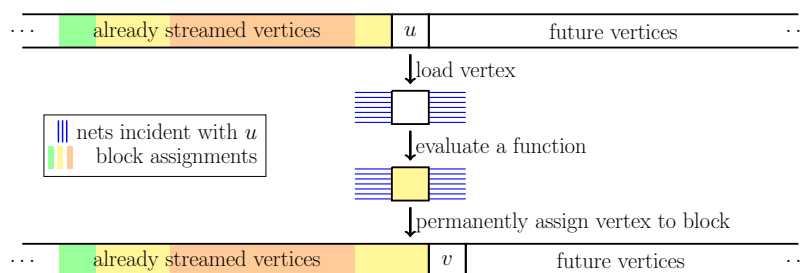 ··· already streamed vertices u future vertices ··
load vertex
nets incident with u
block assignments
evaluate a function
permanently assign vertex to block
··· already streamed vertices v future vertices ··